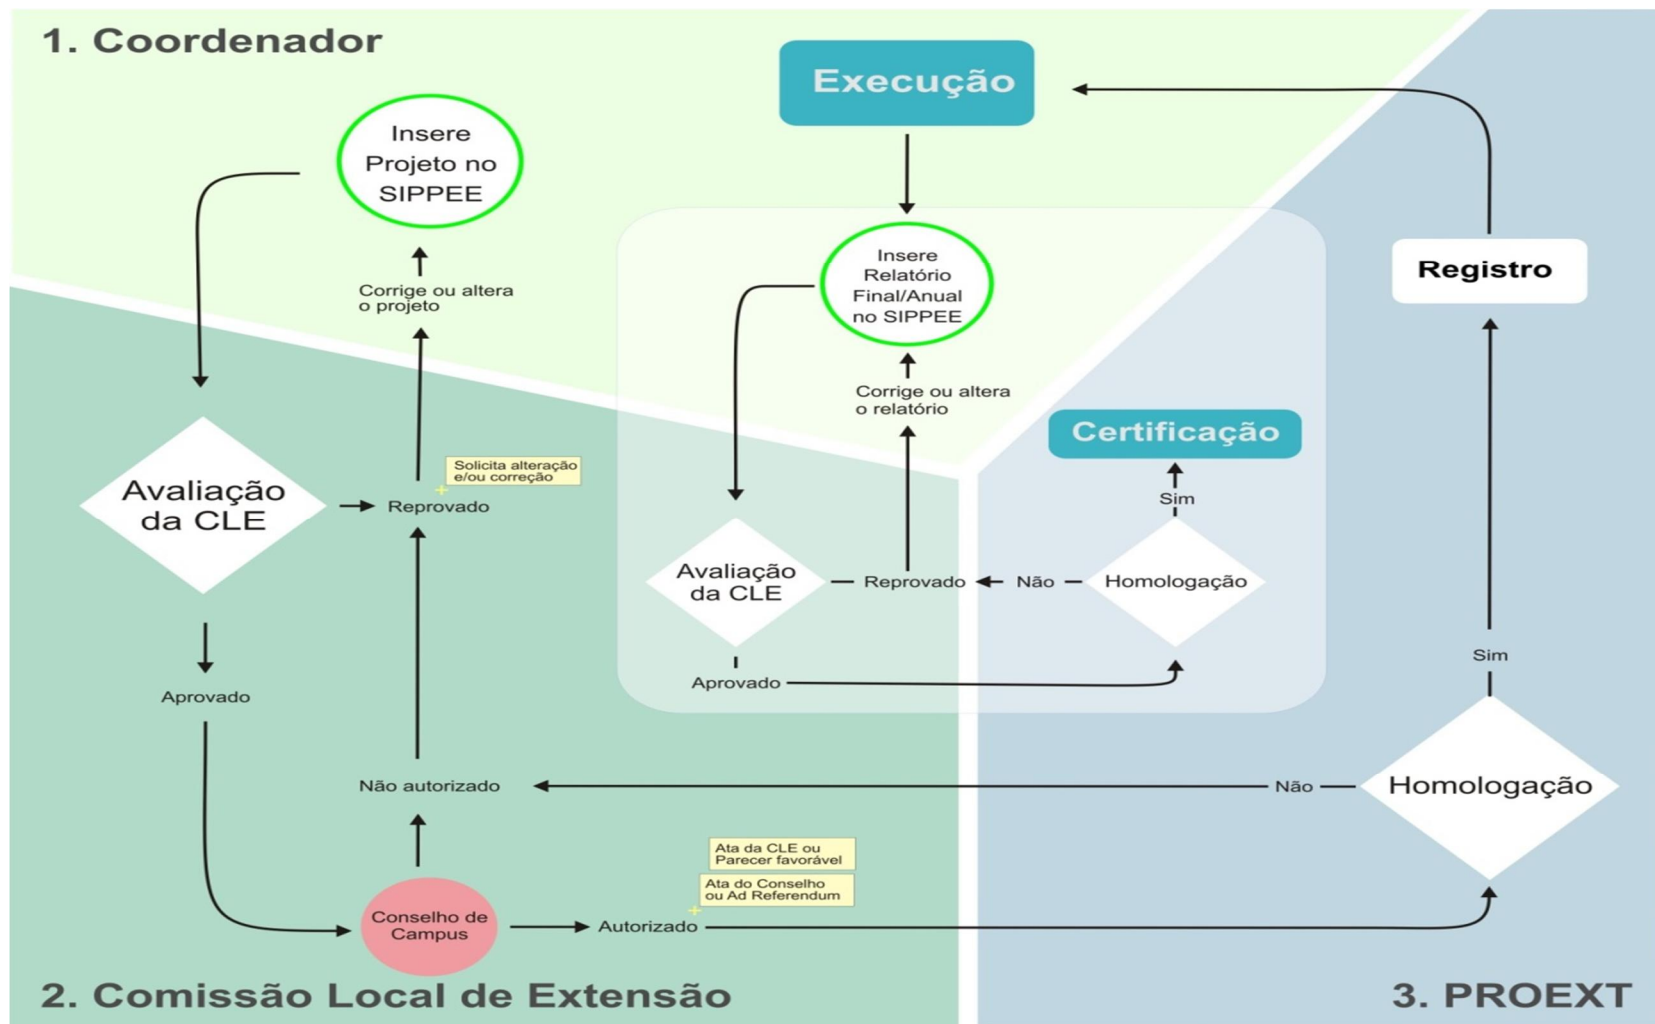 1. Coordenador
Execução
Insere
Projeto no
SIPPEE
Corrige ou altera
o projeto
Insere
Relatório
Final/Anual
no SIPPEE
Corrige ou altera
o relatório
Registro
Certificação
Sim
Avaliação
da CLE
Solicita alteração
e/ou correção
Reprovado
Avaliação
da CLE
Reprovado
Não
Homologação
Aprovado
Aprovado
Sim
Não autorizado
Não
Homologação
Ata da CLE ou
Parecer favorável
Ata do Conselho
ou Ad Referendum
Conselho de
Campus
Autorizado
2. Comissão Local de Extensão
3. PROEXT